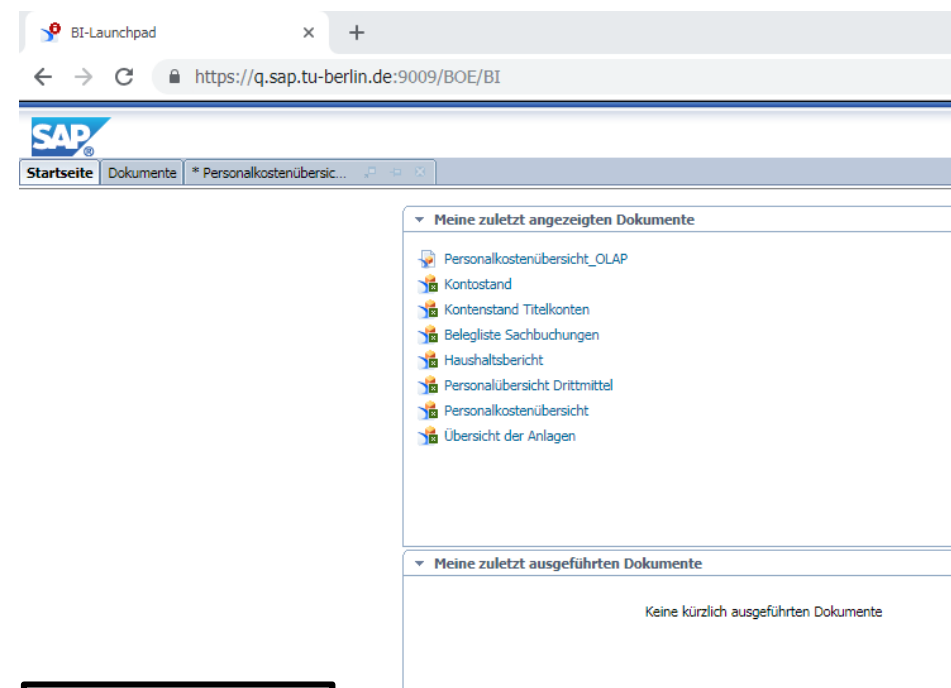 BI-Launchpad
https://q.sap.tu-berlin.de:9009/BOE/BI
SAP®
Startseite Dokumente * Personalkostenübersic...
Meine zuletzt angezeigten Dokumente
Personalkostenübersicht_OLAP
Kontostand
Kontenstand Titelkonten
Belegliste Sachbuchungen
Haushaltsbericht
Personalübersicht Drittmittel
Personalkostenübersicht
Übersicht der Anlagen
Meine zuletzt ausgeführten Dokumente
Keine kürzlich ausgeführten Dokumente